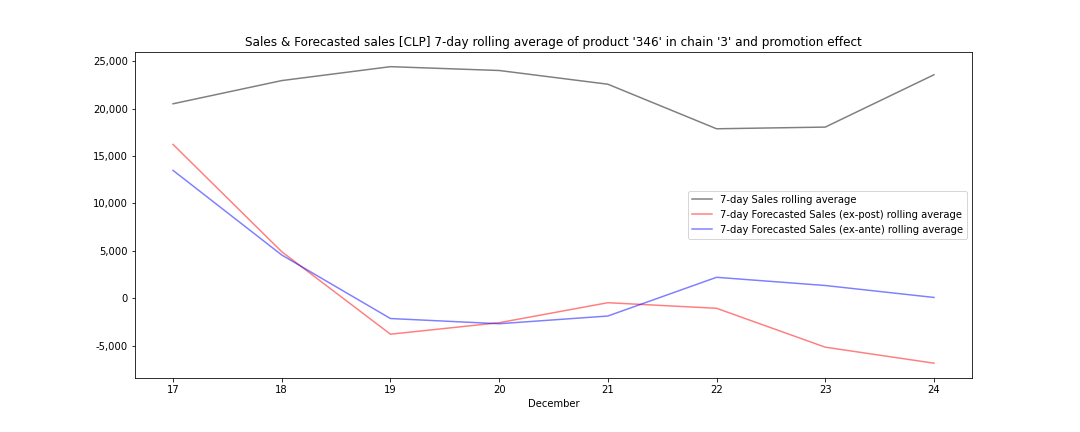 Sales & Forecasted sales [CLP] 7-day rolling average of product '346' in chain '3' and promotion effect
25,000
20,000
15,000
10,000
5,000
0
-5,000
7-day Sales rolling average
7-day Forecasted Sales (ex-post) rolling average
7-day Forecasted Sales (ex-ante) rolling average
17 18 19 20 21 22 23 24
December